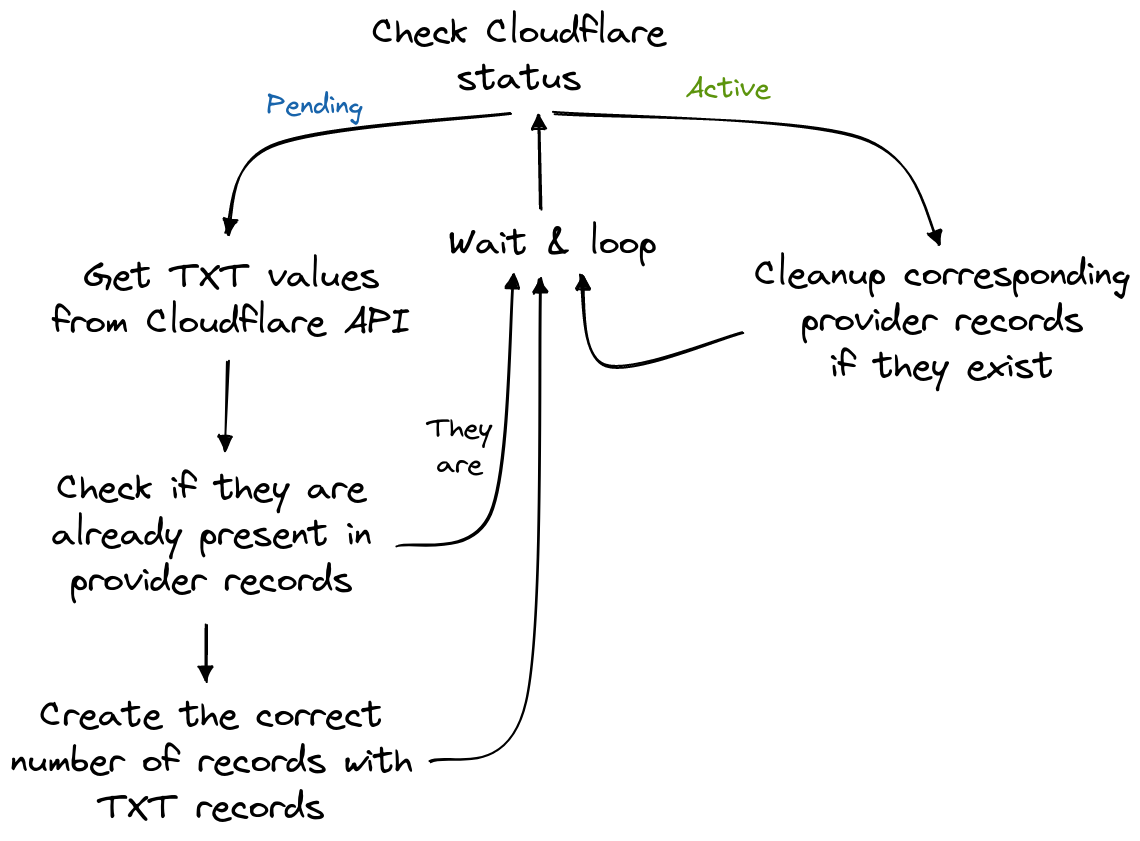 Check Cloudflare
status
Pending
Active
Wait & loop
Get TXT values
from Cloudflare API
Cleanup corresponding
provider records
if they exist
They
are
Check if they are
already present in
provider records
Create the correct
number of records with
TXT records